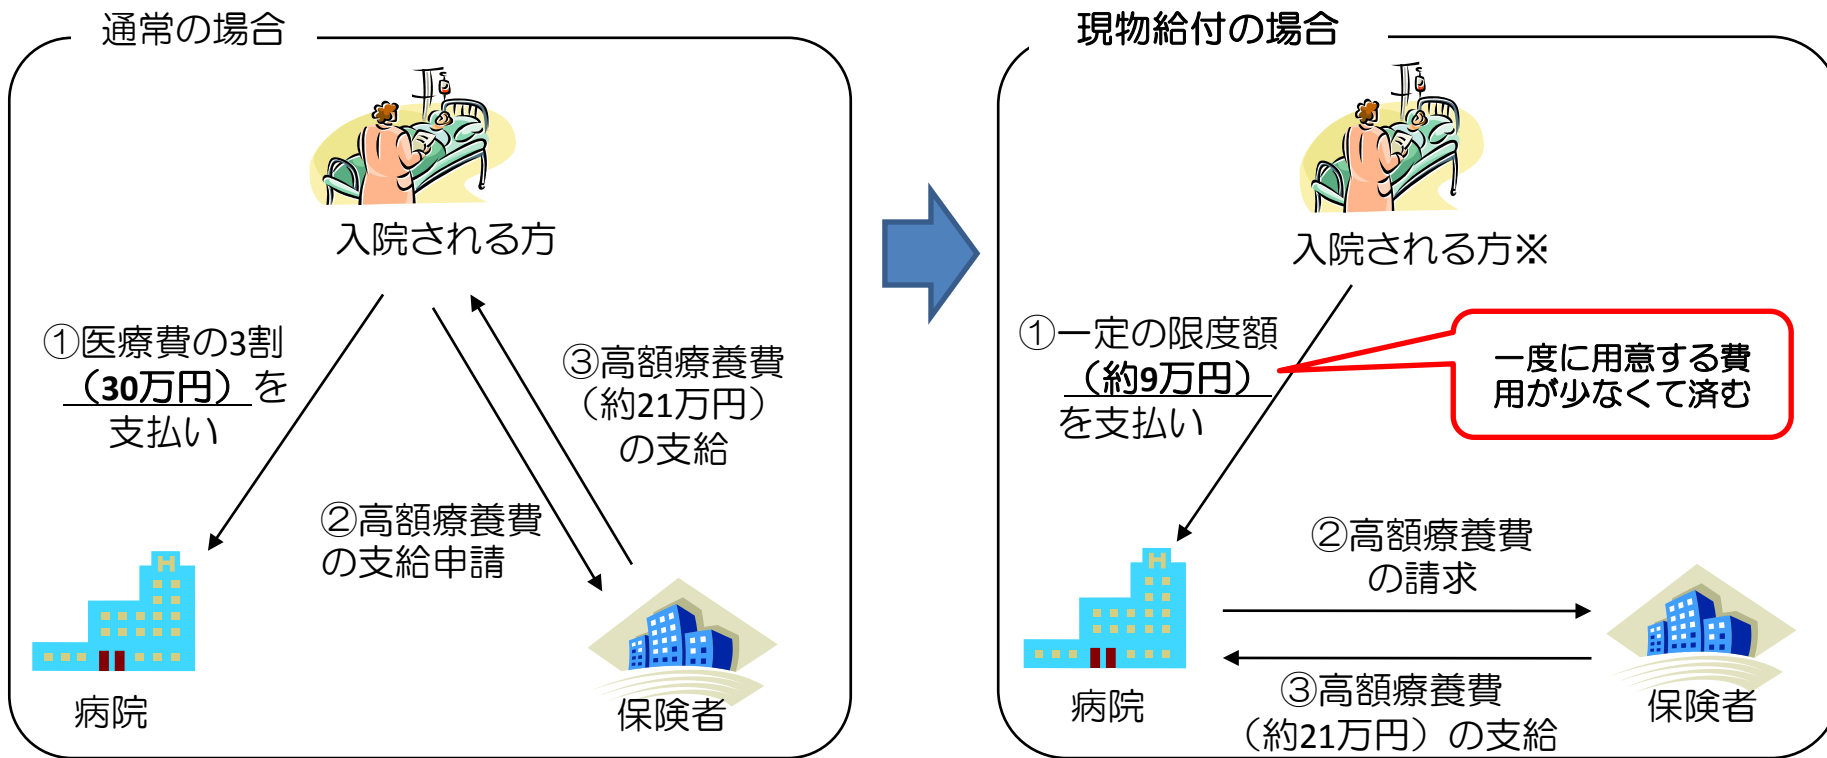 通常の場合
入院される方
①医療費の3割
（30万円）を
支払い
③高額療養費
（約21万円）
の支給
②高額療養費
の支給申請
病院
保険者
現物給付の場合
入院される方※
①一定の限度額
（約9万円）
を支払い
一度に用意する費
用が少なくて済む
②高額療養費
の請求
③高額療養費
（約21万円）の支給
病院
保険者